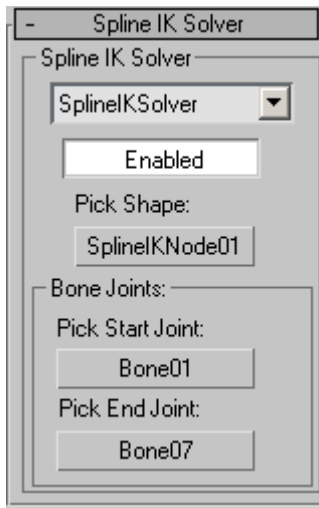 - Spline IK Solver
Spline IK Solver
SplineIKSolver
Enabled
Pick Shape:
SplineIKNode01
Bone Joints:
Pick Start Joint:
Bone01
Pick End Joint:
Bone07